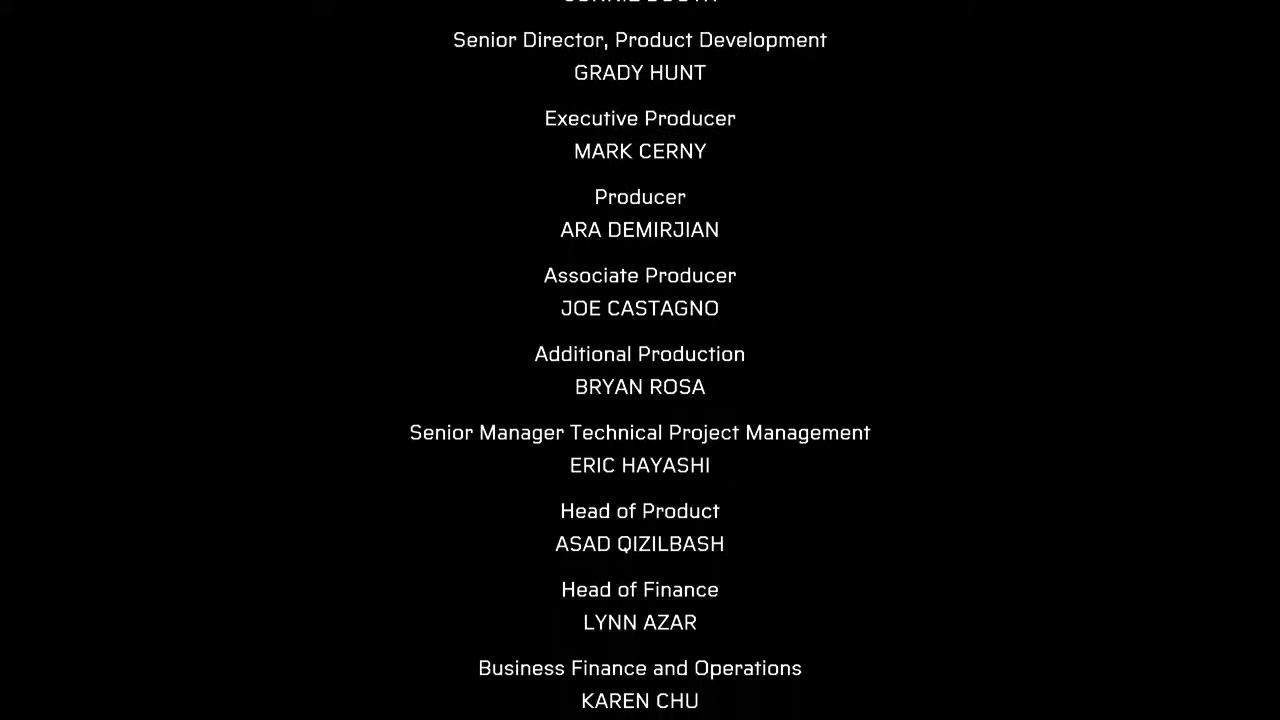 Senior Director, Product Development
GRADY HUNT
Executive Producer
MARK CERNY
Producer
ARA DEMIRJIAN
Associate Producer
JOE CASTAGNO
Additional Production
BRYAN ROSA
Senior Manager Technical Project Management
ERIC HAYASHI
Head of Product
ASAD QIZILBASH
Head of Finance
LYNN AZAR
Business Finance and Operations
KAREN CHU